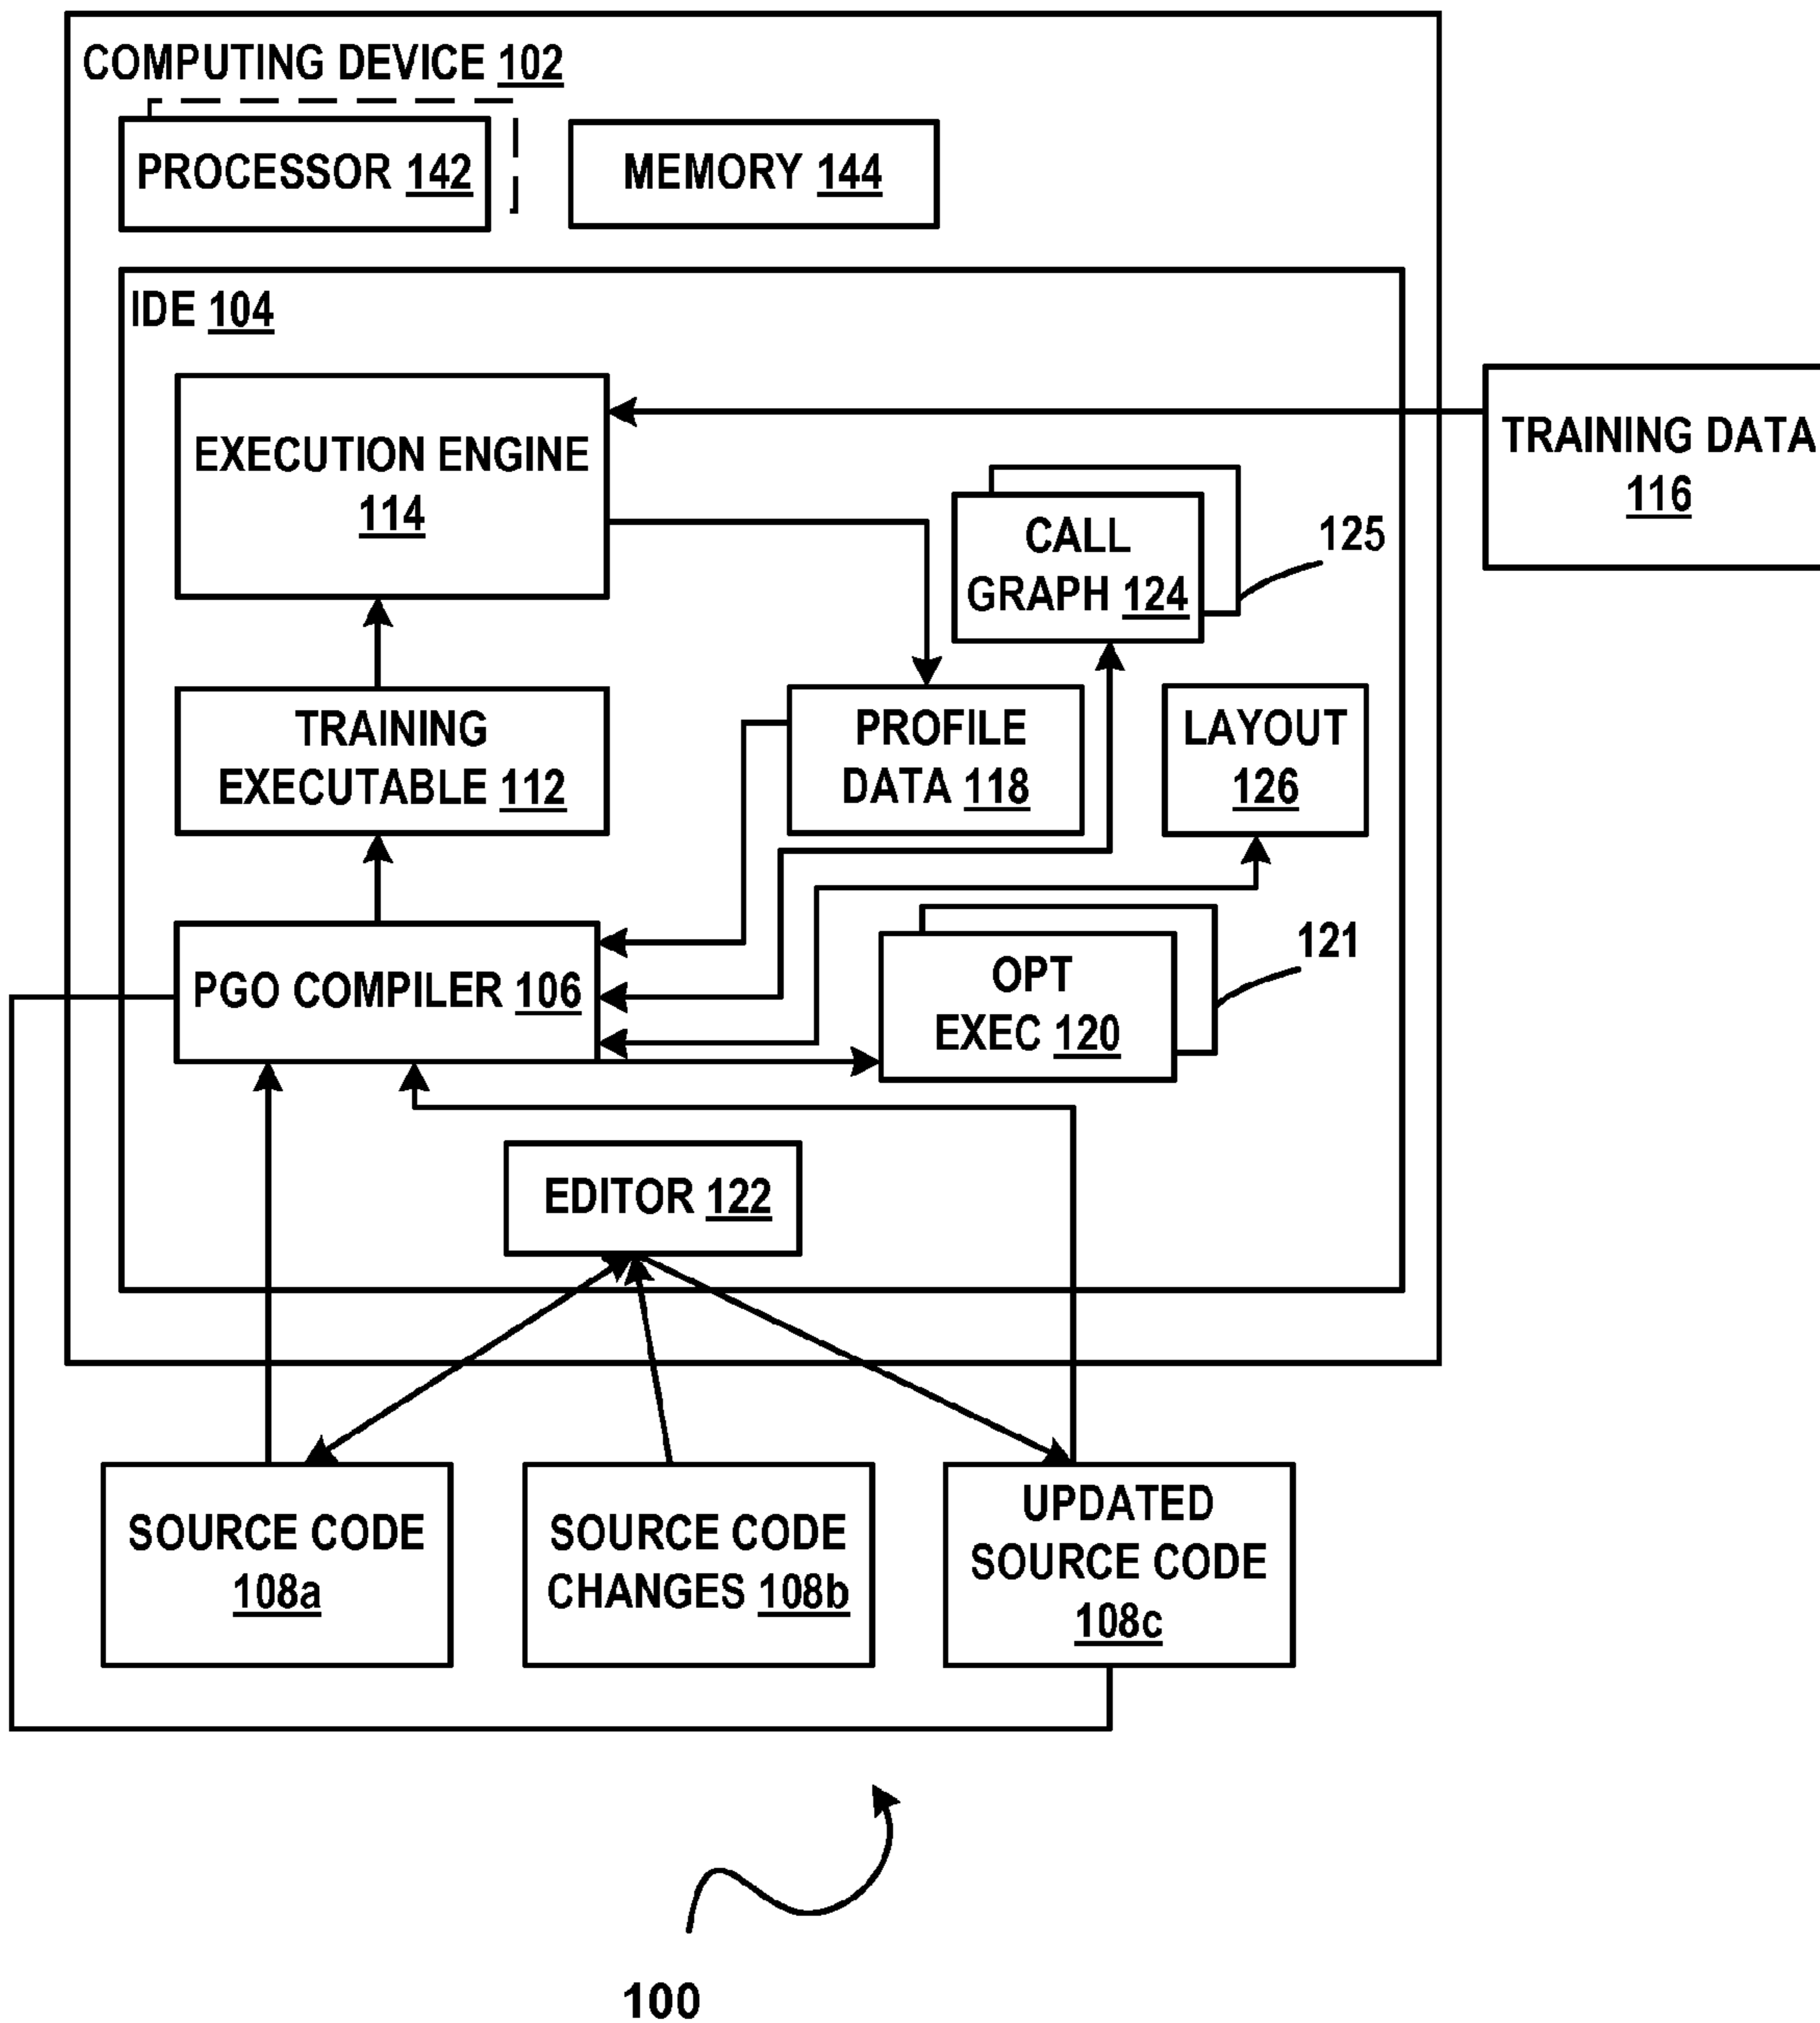 COMPUTING DEVICE 102
PROCESSOR 142
MEMORY 144
IDE 104
EXECUTION ENGINE
114
TRAINING DATA
116
CALL
GRAPH 124
125
TRAINING
EXECUTABLE 112
PROFILE
DATA 118
LAYOUT
126
PGO COMPILER 106
OPT
EXEC 120
121
EDITOR 122
SOURCE CODE
108a
SOURCE CODE
CHANGES 108b
UPDATED
SOURCE CODE
108c
100